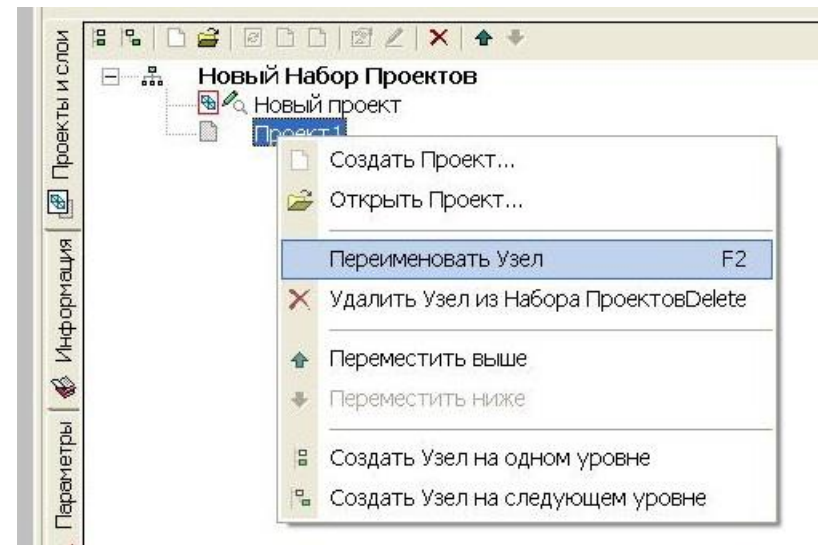 Проекты и слои
Информация
Параметры
Новый Набор Проектов
Новый проект
Проект1
Создать Проект...
Открыть Проект...
Переименовать Узел F2
Удалить Узел из Набора ПроектовDelete
Переместить выше
Переместить ниже
Создать Узел на одном уровне
Создать Узел на следующем уровне